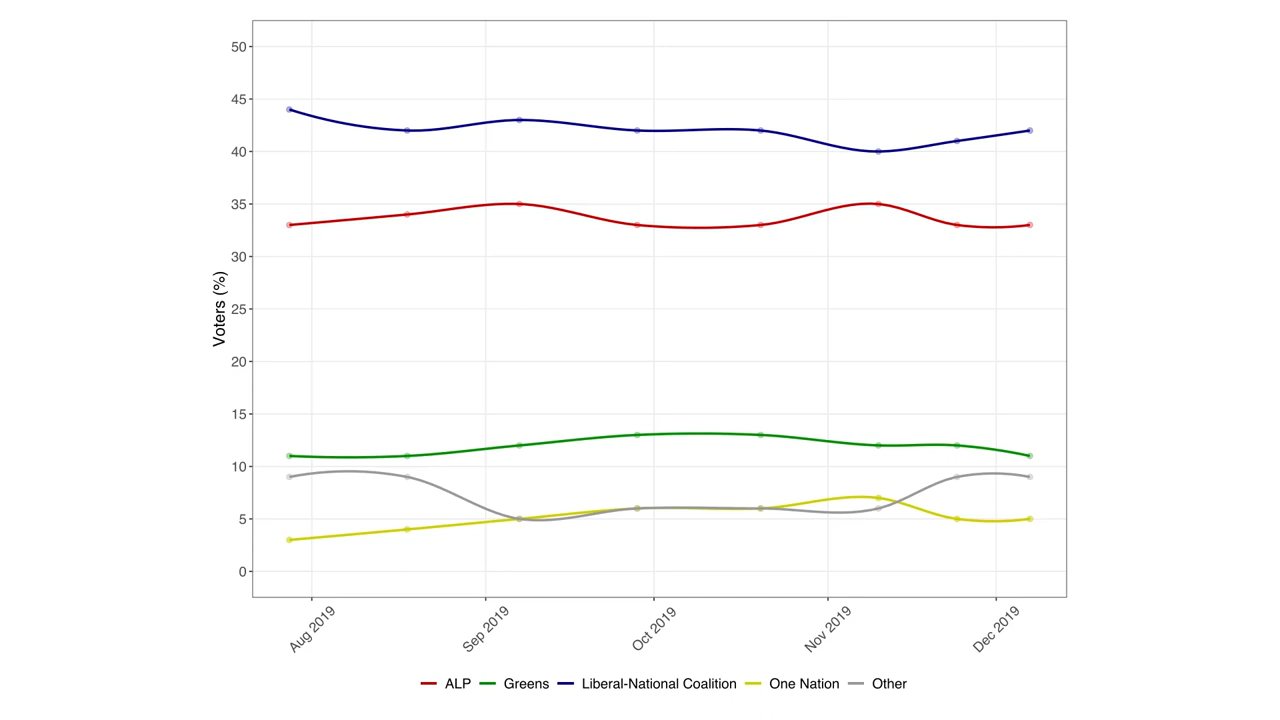 50
45
40
35
30
25
20
15
10
5
0
Voters (%)
Aug 2019
Sep 2019
Oct 2019
Nov 2019
Dec 2019
ALP Greens Liberal-National Coalition One Nation Other